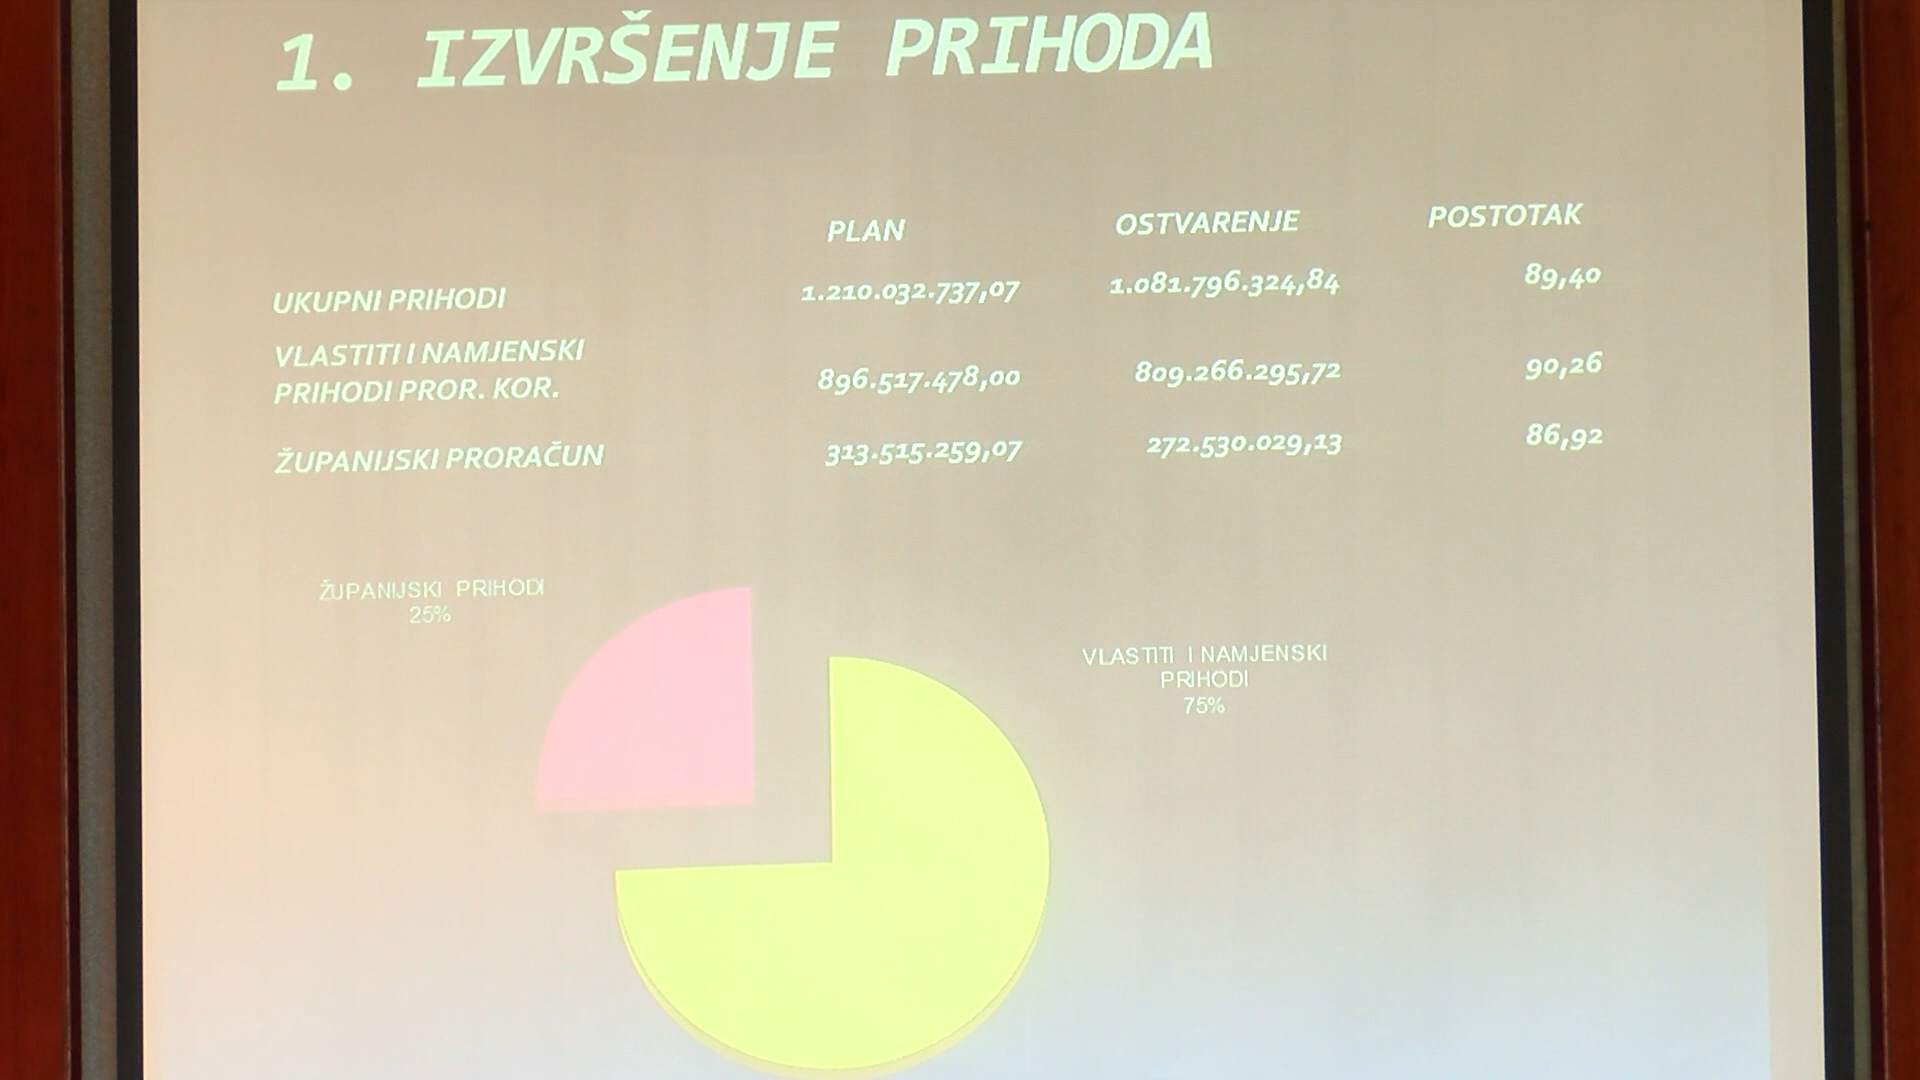 1. IZVRŠENJE PRIHODA
PLAN OSTVARENJE POSTOTAK
UKUPNI PRIHODI 1.210.032.737,07 1.081.796.324,84 89,40
VLASTITI I NAMJENSKI
PRIHODI PROR. KOR. 896.517.478,00 809.266.295,72 90,26
ŽUPANIJSKI PRORAČUN 313.515.259,07 272.530.029,13 86,92
ŽUPANIJSKI PRIHODI
25%
VLASTITI I NAMJENSKI
PRIHODI
75%